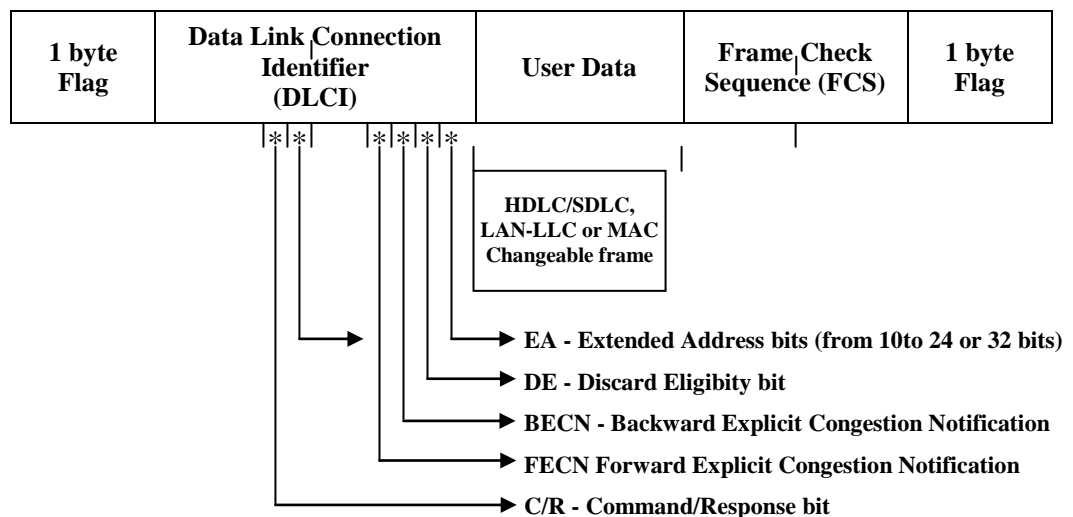 1 byte
Flag
Data Link Connection
Identifier
(DLCI)
User Data
Frame Check
Sequence (FCS)
1 byte
Flag
* * * * * *
HDLC/SDLC,
LAN-LLC or MAC
Changeable frame
EA - Extended Address bits (from 10to 24 or 32 bits)
DE - Discard Eligibity bit
BECN - Backward Explicit Congestion Notification
FECN Forward Explicit Congestion Notification
C/R - Command/Response bit